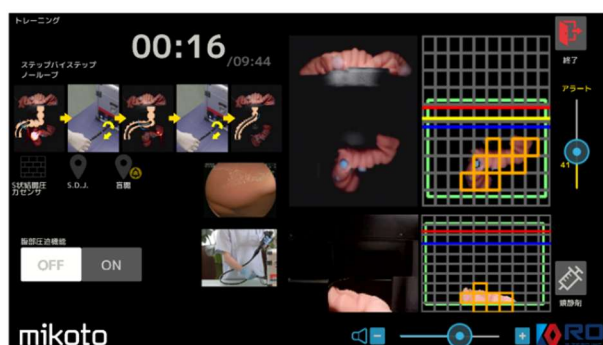 トレーニング
00:16 /09:44
ステップバイステップ
ノーループ
S状結腸圧
力センサ
S.D.J.
盲腸
腹部圧迫機能
OFF ON
mikoto
終了
アラート
41
鎮静剤
RO